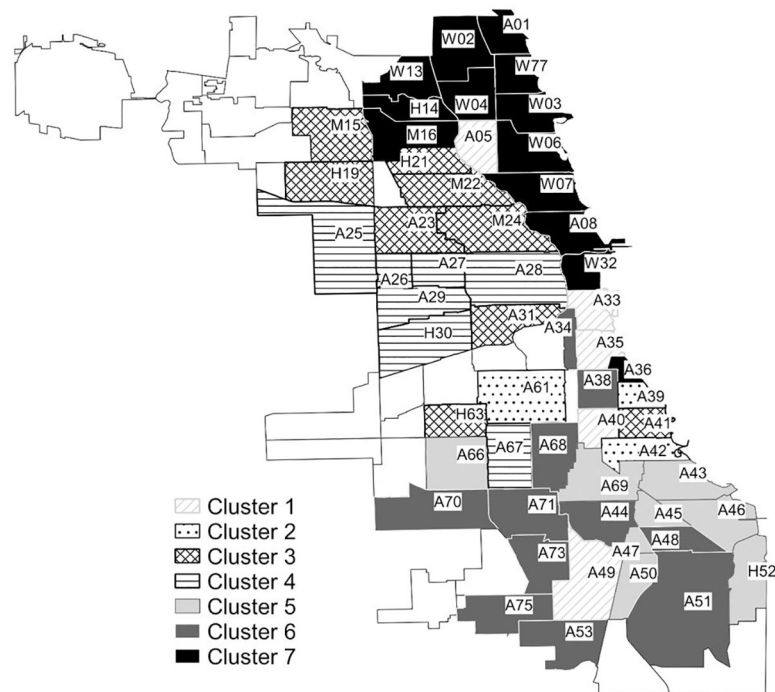 A01
W02
W13
W77
H14
W04
W03
M15
M16
A05
W06
H21
H19
M22
W07
A23
M24
A08
A25
A27
W32
A26
A28
A29
A33
A31
A34
H30
A35
A36
A38
A61
A39
H63
A40
A41
A67
A68
A42
A66
A43
A69
A70
A71
A44
A45
A46
A48
A47
A73
A49
A50
H52
A75
A51
A53
Cluster 1
Cluster 2
Cluster 3
Cluster 4
Cluster 5
Cluster 6
Cluster 7